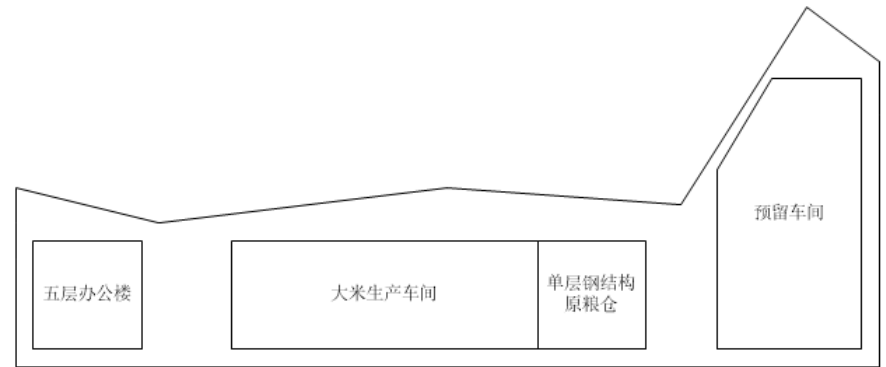 五层办公楼
大米生产车间
单层钢结构
原粮仓
预留车间